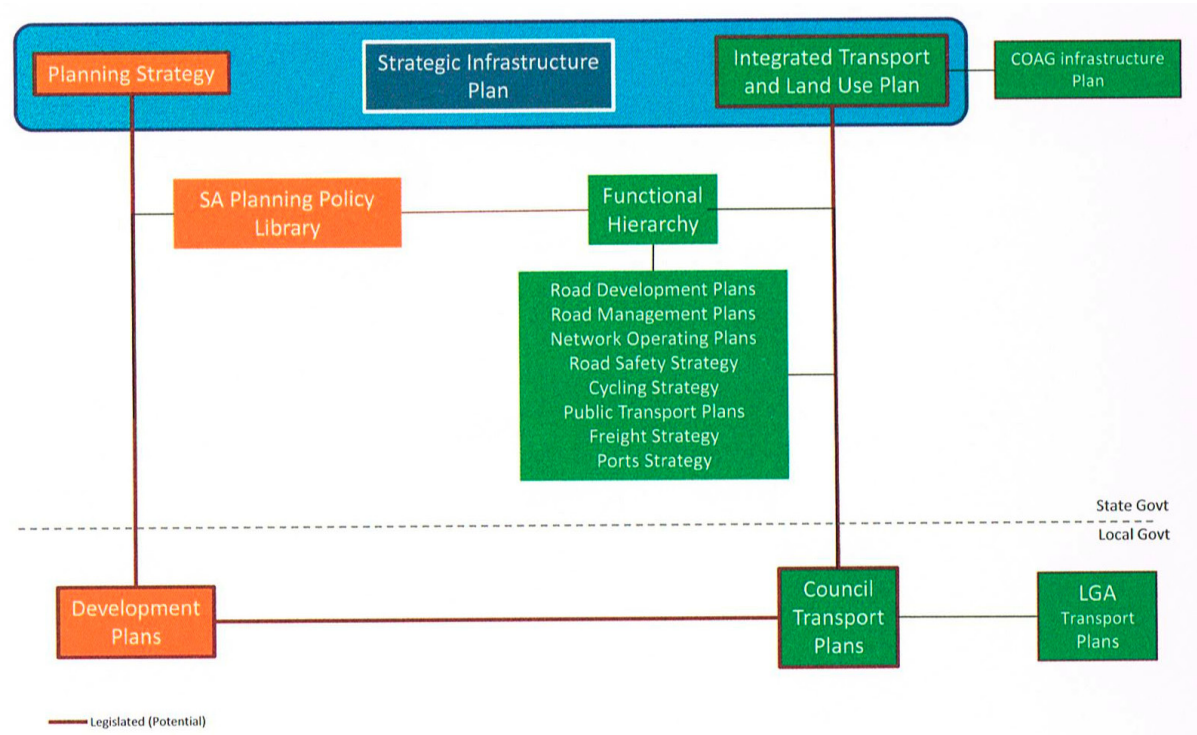 Planning Strategy
Strategic Infrastructure
Plan
Integrated Transport
and Land Use Plan
COAG infrastructure
Plan
SA Planning Policy
Library
Functional
Hierarchy
Road Development Plans
Road Management Plans
Network Operating Plans
Road Safety Strategy
Cycling Strategy
Public Transport Plans
Freight Strategy
Ports Strategy
State Govt
Local Govt
Development
Plans
Council
Transport
Plans
LGA
Transport
Plans
Legislated (Potential)